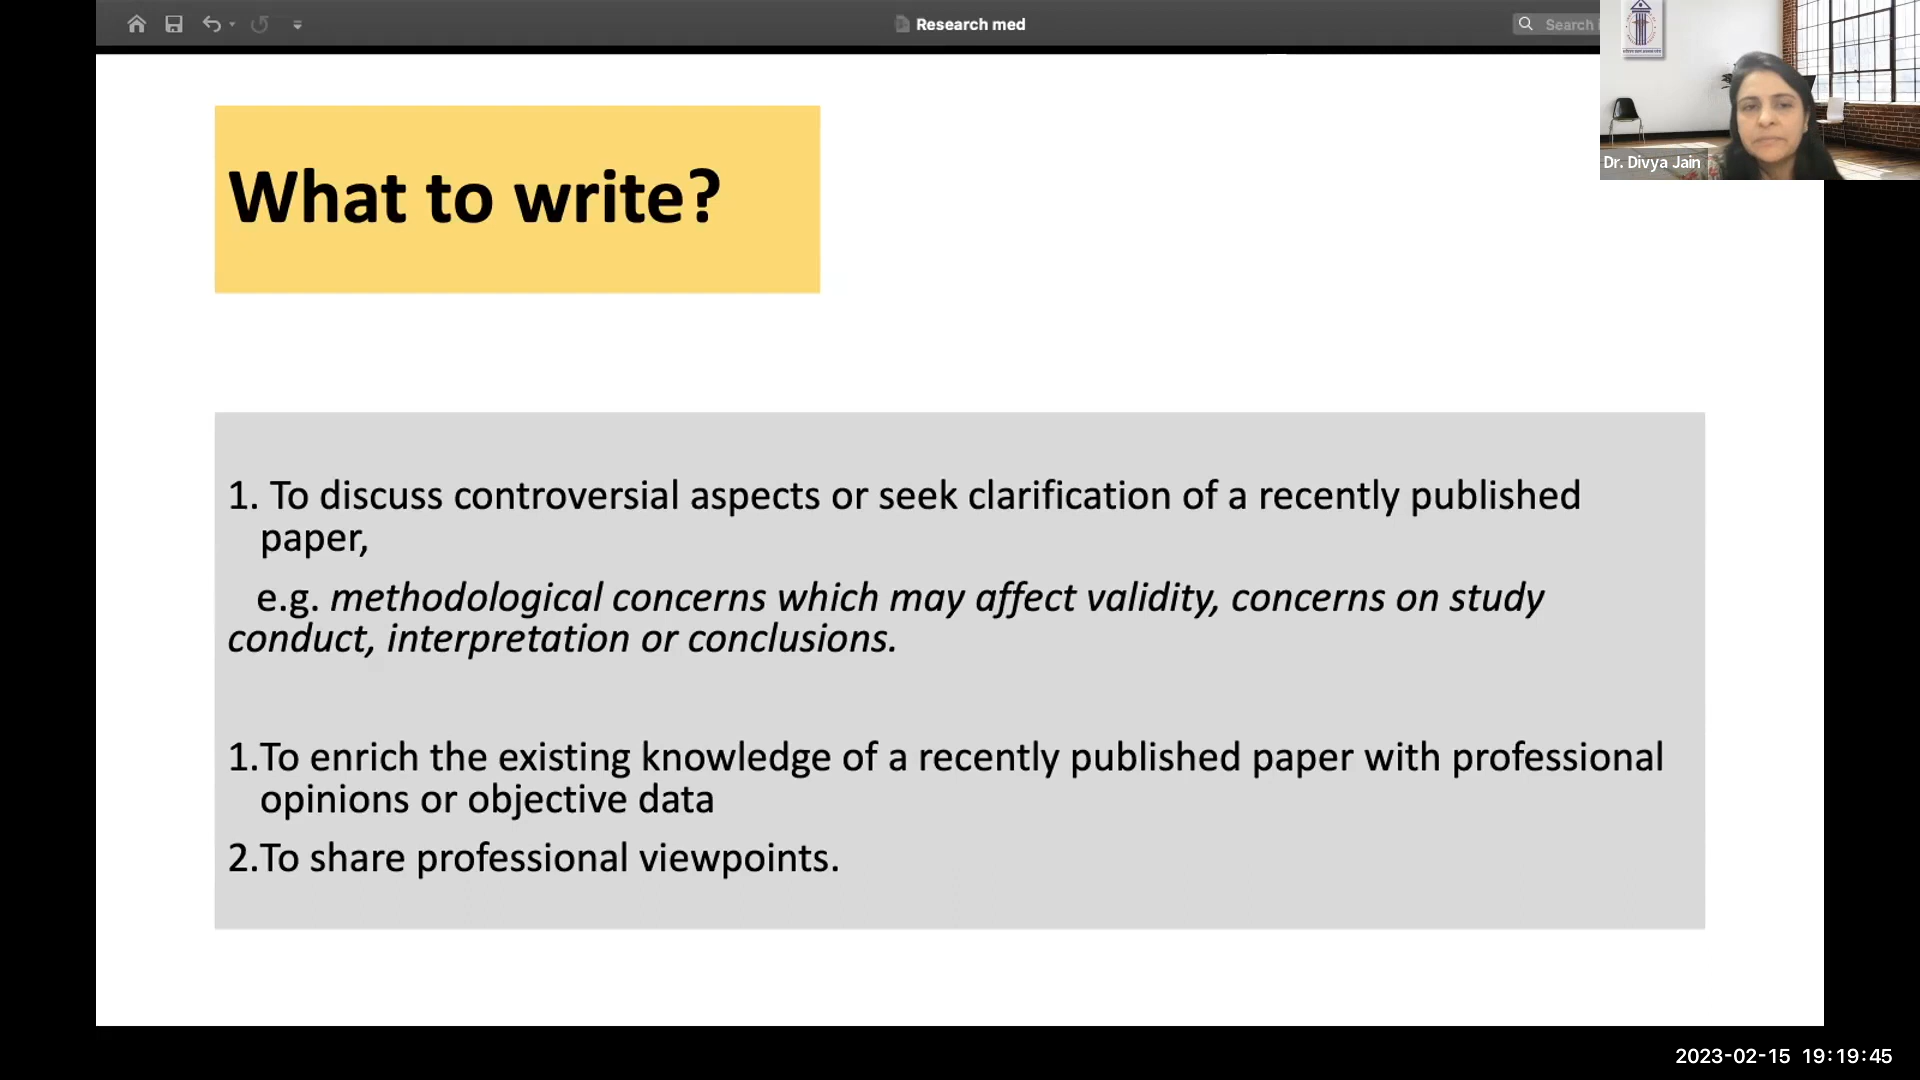 Research med
Search i
Dr. Divya Jain
What to write?
1. To discuss controversial aspects or seek clarification of a recently published
paper,
e.g. methodological concerns which may affect validity, concerns on study
conduct, interpretation or conclusions.
1.To enrich the existing knowledge of a recently published paper with professional
opinions or objective data
2.To share professional viewpoints.
2023-02-15 19:19:45